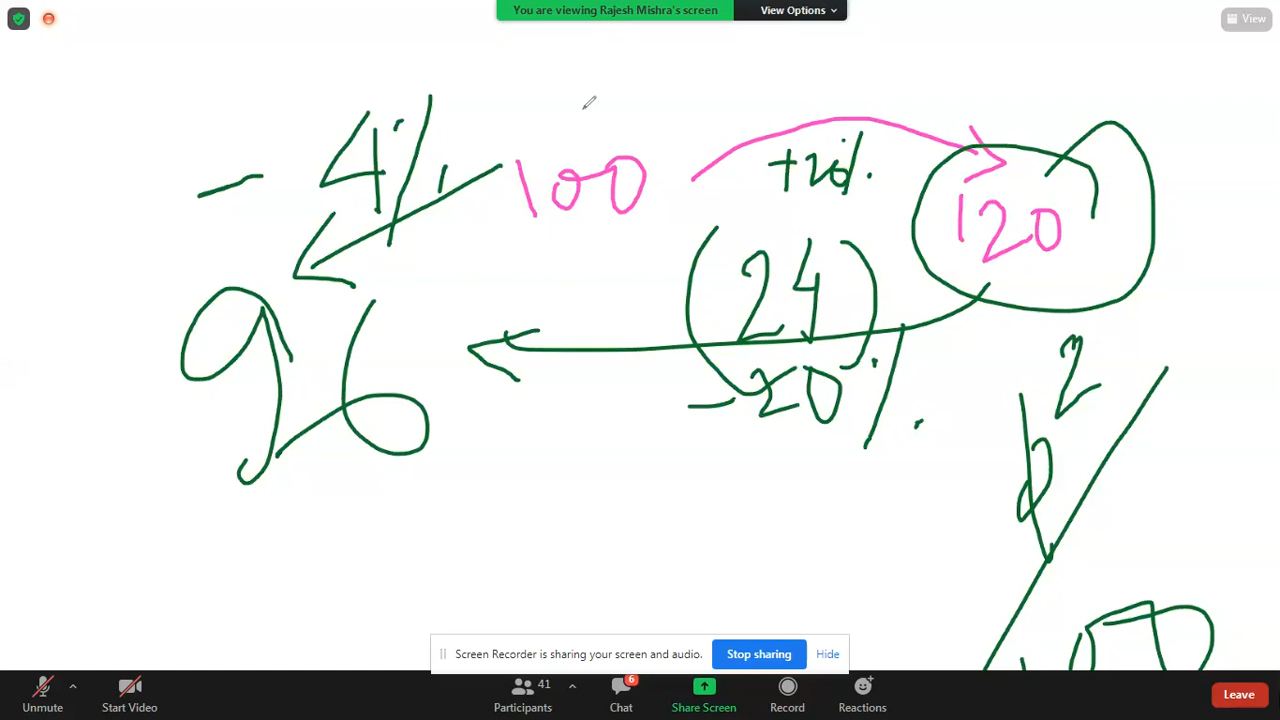 You are viewing Rajesh Mishra's screen
View Options
View
- 4%
100
+20%
120
(24)
- 20%.
96
p²
100
Screen Recorder is sharing your screen and audio.
Stop sharing
Hide
Unmute
Start Video
41
Participants
6
Chat
Share Screen
Record
Reactions
Leave